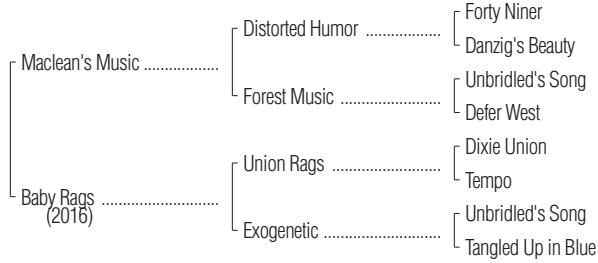 Forty Niner
Distorted Humor ..................
Danzig's Beauty
Maclean's Music ..................
Unbridled's Song
Forest Music ........................
Defer West
Dixie Union
Union Rags ..........................
Tempo
Baby Rags ............................
(2016)
Unbridled's Song
Exogenetic ............................
Tangled Up in Blue